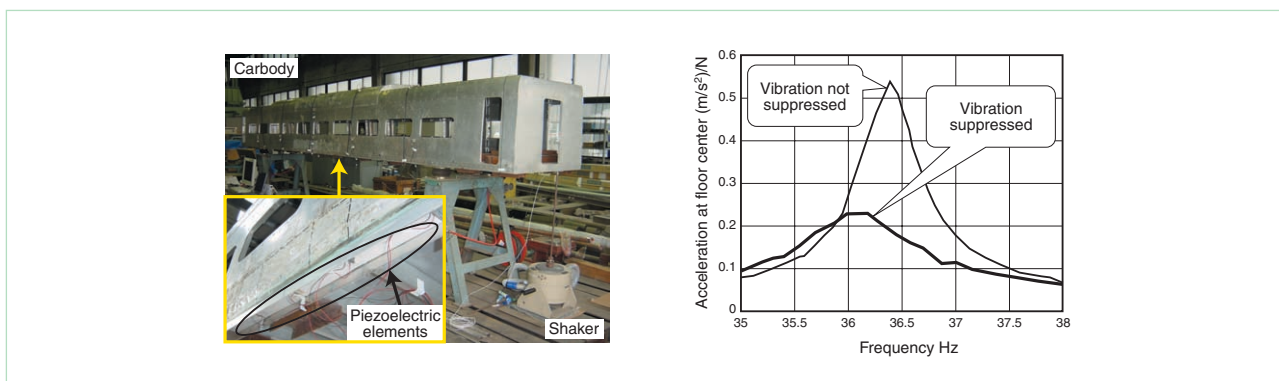 Carbody
Piezoelectric
elements
Shaker
Acceleration at floor center (m/s²)/N
0.6
0.5
0.4
0.3
0.2
0.1
0
Vibration not
suppressed
Vibration
suppressed
35
35.5
36
36.5
37
37.5
38
Frequency Hz